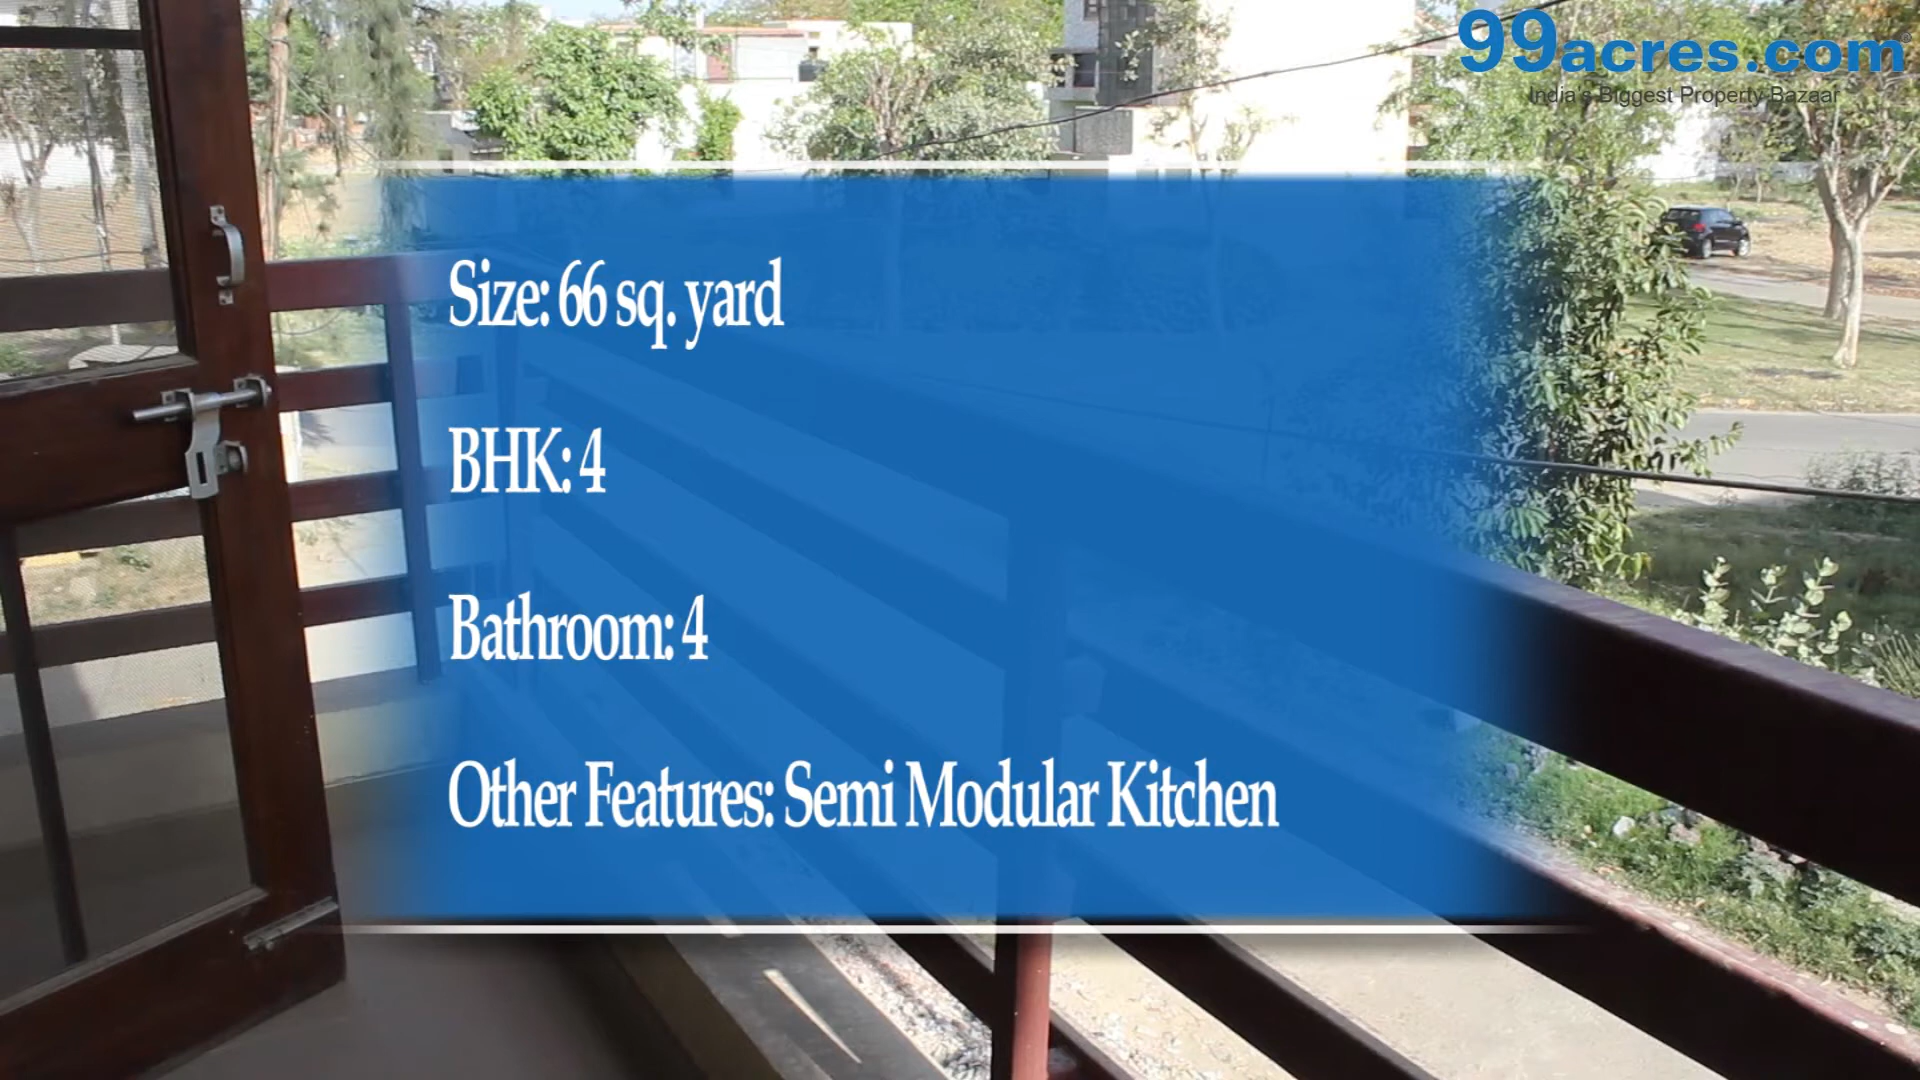 99acres.com
India's Biggest Property Bazaar
Size: 66 sq. yard
BHK: 4
Bathroom: 4
Other Features: Semi Modular Kitchen